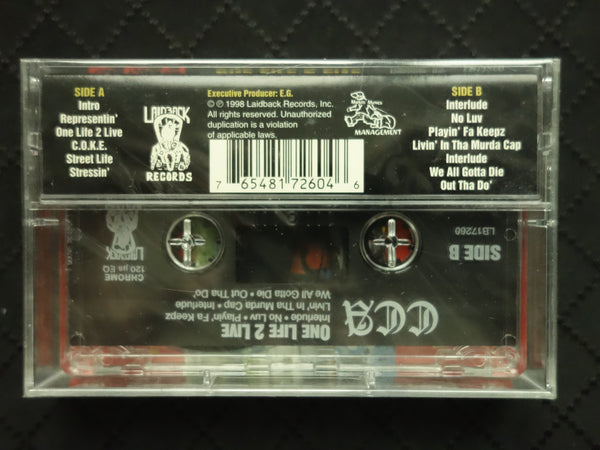 SIDE A
Intro
Representin'
One Life 2 Live
C.O.K.E.
Street Life
Stressin'
LAIDBACK
RECORDS
Executive Producer: E.G.
© ℗ 1998 Laidback Records, Inc.
All rights reserved. Unauthorized
duplication is a violation
of applicable laws.
7 65481 72604 6
MANAGEMENT
SIDE B
Interlude
No Luv
Playin' Fa Keepz
Livin' In Tha Murda Cap
Interlude
We All Gotta Die
Out Tha Do'
LB17260
SIDE B
LAIDBACK
CHROME
120 µs EQ
CCA
ONE LIFE 2 LIVE
Interlude • No Luv • Playin' Fa Keepz
Livin' In Tha Murda Cap • Interlude
We All Gotta Die • Out Tha Do'